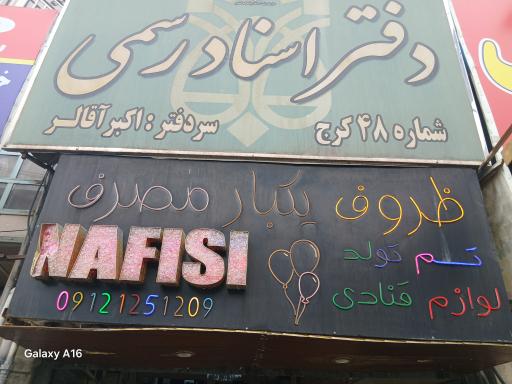 دفتر اسناد رسمی
شماره ۴۸ کرج
سردفتر : اکبر آقالر
ظروف یکبار مصرف
NAFISI
تم تولد
لوازم قنادی
09121251209
Galaxy A16